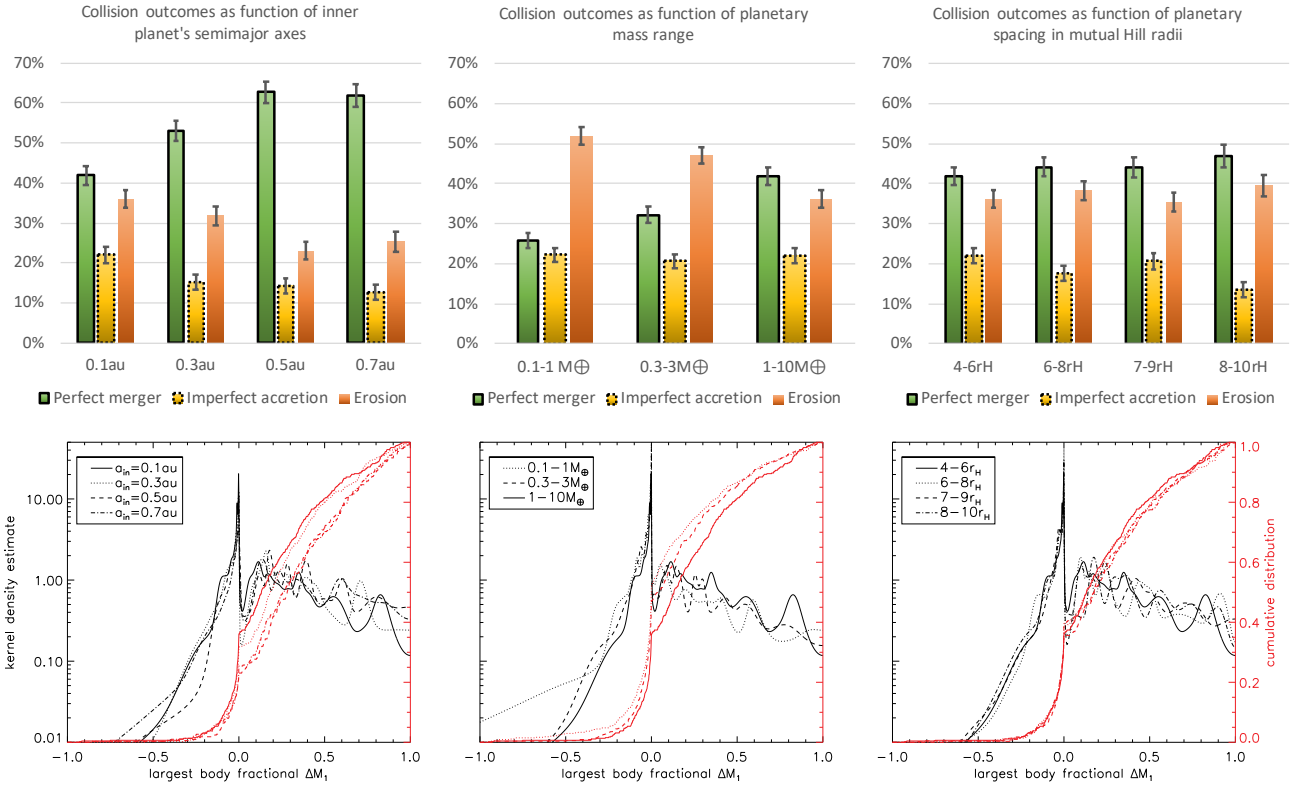 Collision outcomes as function of inner
planet's semimajor axes
70%
60%
50%
40%
30%
20%
10%
0%
0.1au 0.3au 0.5au 0.7au
Perfect merger Imperfect accretion Erosion
Collision outcomes as function of planetary
mass range
70%
60%
50%
40%
30%
20%
10%
0%
0.1-1 M⊕ 0.3-3M⊕ 1-10M⊕
Perfect merger Imperfect accretion Erosion
Collision outcomes as function of planetary
spacing in mutual Hill radii
70%
60%
50%
40%
30%
20%
10%
0%
4-6rH 6-8rH 7-9rH 8-10rH
Perfect merger Imperfect accretion Erosion
kernel density estimate
10.00
1.00
0.10
0.01
a_in=0.1au
a_in=0.3au
a_in=0.5au
a_in=0.7au
-1.0 -0.5 0.0 0.5 1.0
largest body fractional ΔM₁
0.1-1M⊕
0.3-3M⊕
1-10M⊕
-1.0 -0.5 0.0 0.5 1.0
largest body fractional ΔM₁
4-6r_H
6-8r_H
7-9r_H
8-10r_H
-1.0 -0.5 0.0 0.5 1.0
largest body fractional ΔM₁
1.0
0.8
0.6
0.4
0.2
0.0
cumulative distribution